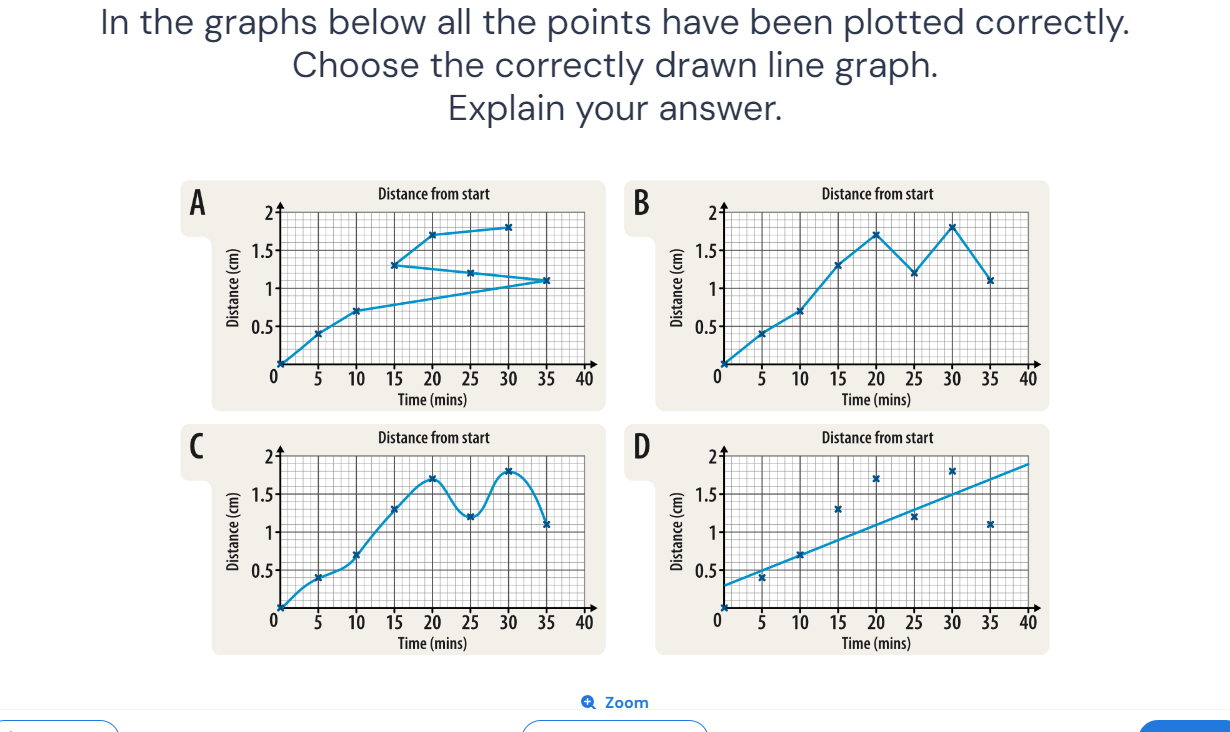 In the graphs below all the points have been plotted correctly.
Choose the correctly drawn line graph.
Explain your answer.
A
Distance from start
2
1.5
1
0.5
0
5 10 15 20 25 30 35 40
Distance (cm)
Time (mins)
B
Distance from start
2
1.5
1
0.5
0
5 10 15 20 25 30 35 40
Distance (cm)
Time (mins)
C
Distance from start
2
1.5
1
0.5
0
5 10 15 20 25 30 35 40
Distance (cm)
Time (mins)
D
Distance from start
2
1.5
1
0.5
0
5 10 15 20 25 30 35 40
Distance (cm)
Time (mins)
Zoom